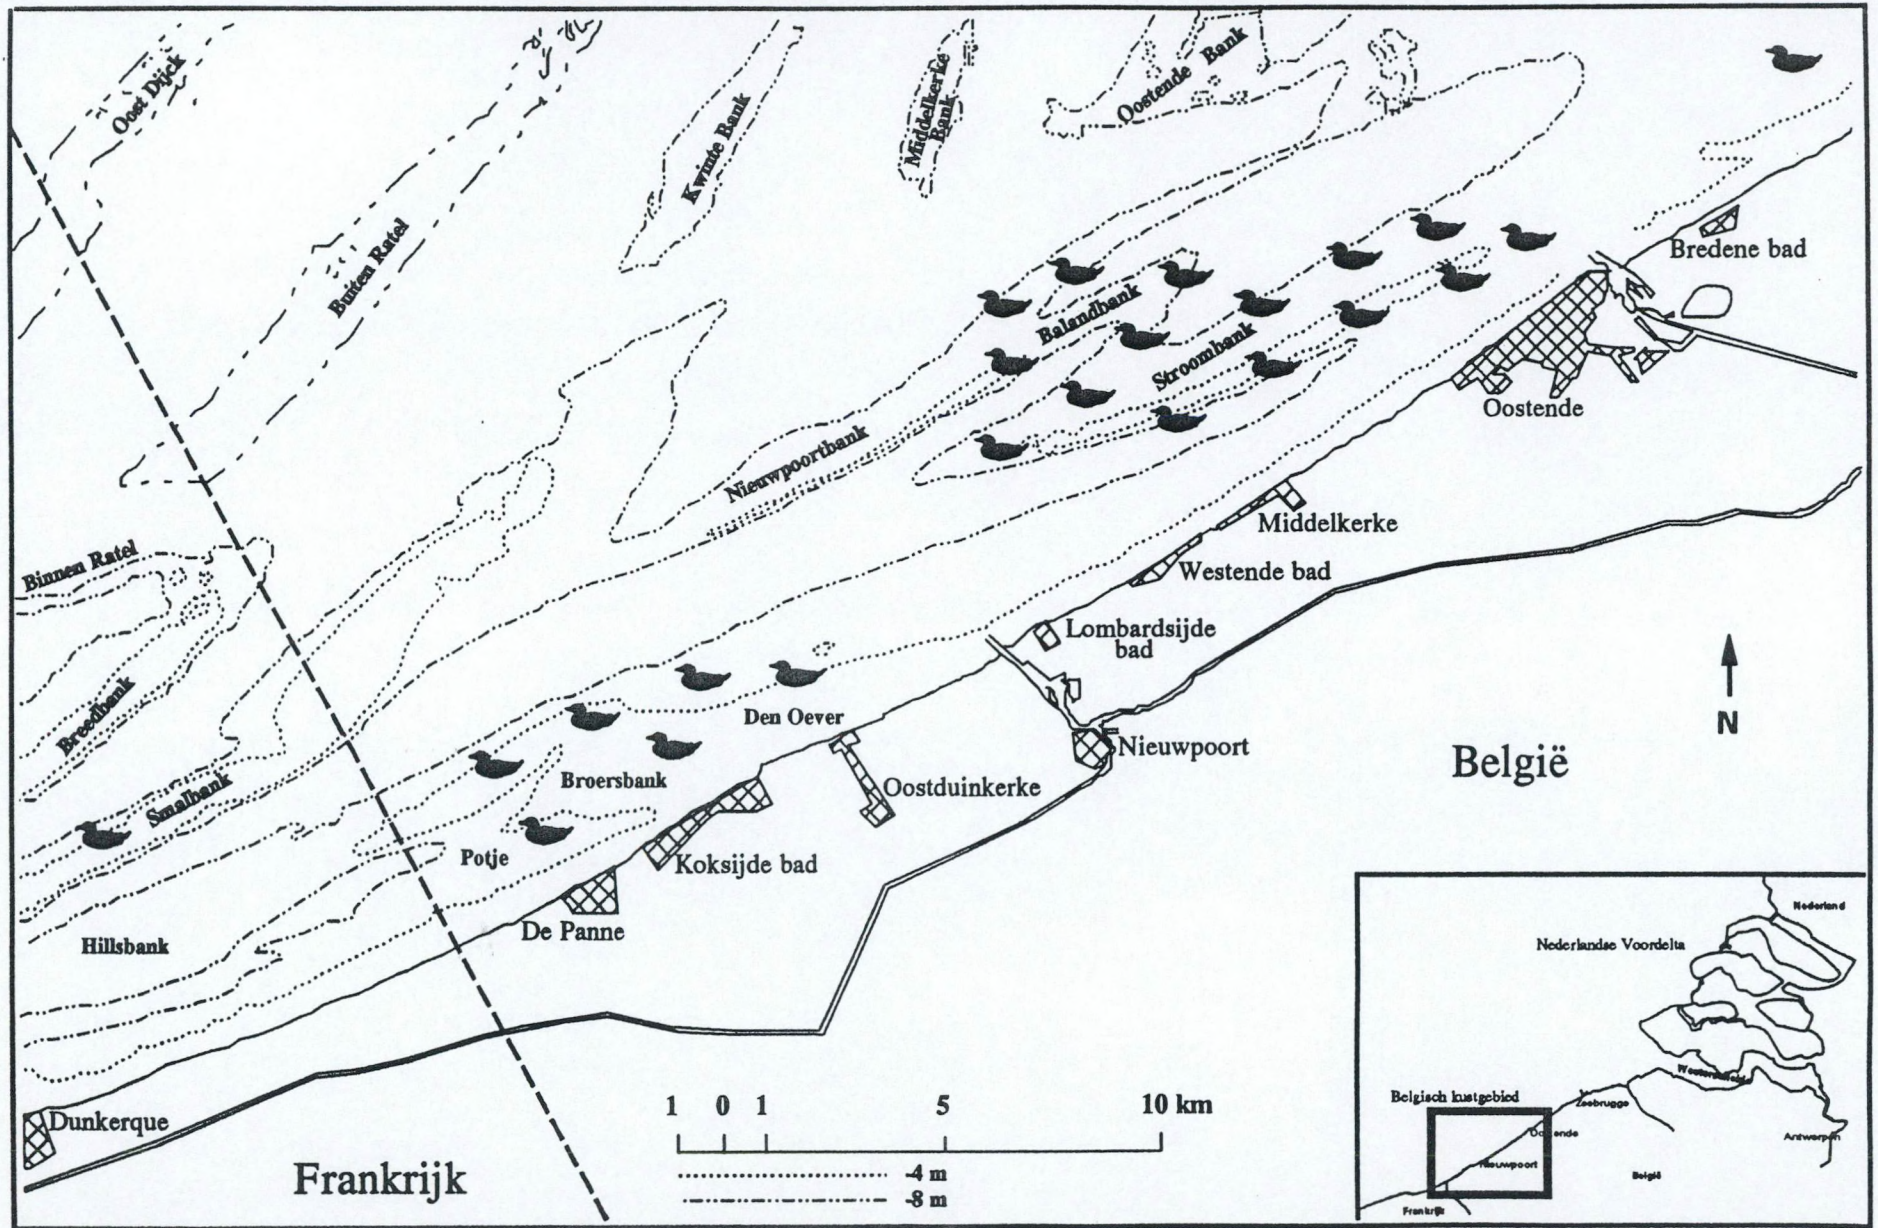 Oost Dijck
Buiten Ratel
Kwinte Bank
Middelkerke
Bank
Oostende Bank
Bredene bad
Balandbank
Stroombank
Oostende
Nieuwpoortbank
Middelkerke
Westende bad
Binnen Ratel
Lombardsijde
bad
Breedbank
Den Oever
N
Nieuwpoort
België
Smalbank
Broersbank
Oostduinkerke
Potje
Koksijde bad
De Panne
Hillsbank
Dunkerque
Frankrijk
1 0 1 5 10 km
-4 m
-8 m
Nederland
Nederlandse Voordelta
Westerschelde
Belgisch kustgebied
Zeebrugge
Oostende
Antwerpen
Nieuwpoort
België
Frankrijk